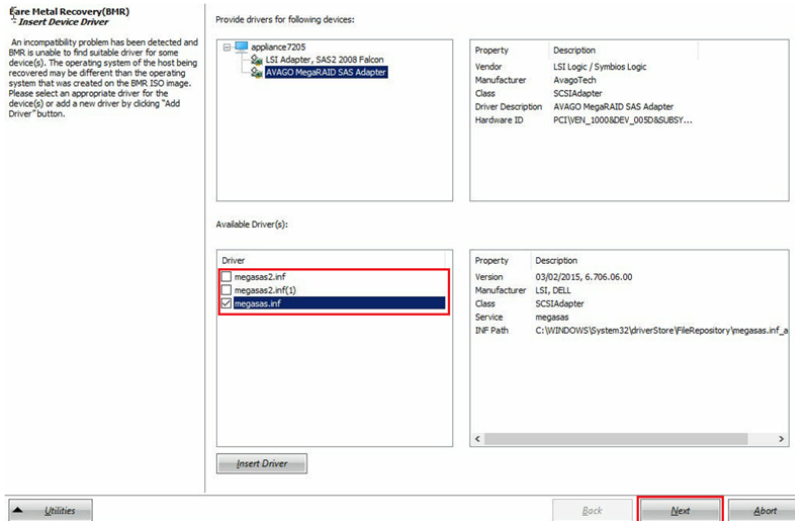 Bare Metal Recovery(BMR)
- Insert Device Driver
An incompatibility problem has been detected and
BMR is unable to find suitable driver for some
device(s). The operating system of the host being
recovered may be different than the operating
system that was created on the BMR ISO image.
Please select an appropriate driver for the
device(s) or add a new driver by clicking "Add
Driver" button.
Provide drivers for following devices:
appliance7205
LSI Adapter, SAS2 2008 Falcon
AVAGO MegaRAID SAS Adapter
Property Description
Vendor LSI Logic / Symbios Logic
Manufacturer AvagoTech
Class SCSIAdapter
Driver Description AVAGO MegaRAID SAS Adapter
Hardware ID PCI\VEN_1000&DEV_005D&SUBSY...
Available Driver(s):
Driver
megasas2.inf
megasas2.inf(1)
megasas.inf
Property Description
Version 03/02/2015, 6.706.06.00
Manufacturer LSI, DELL
Class SCSIAdapter
Service megasas
INF Path C:\WINDOWS\System32\driverStore\FileRepository\megasas.inf_a
Insert Driver
Utilities
Back
Next
Abort